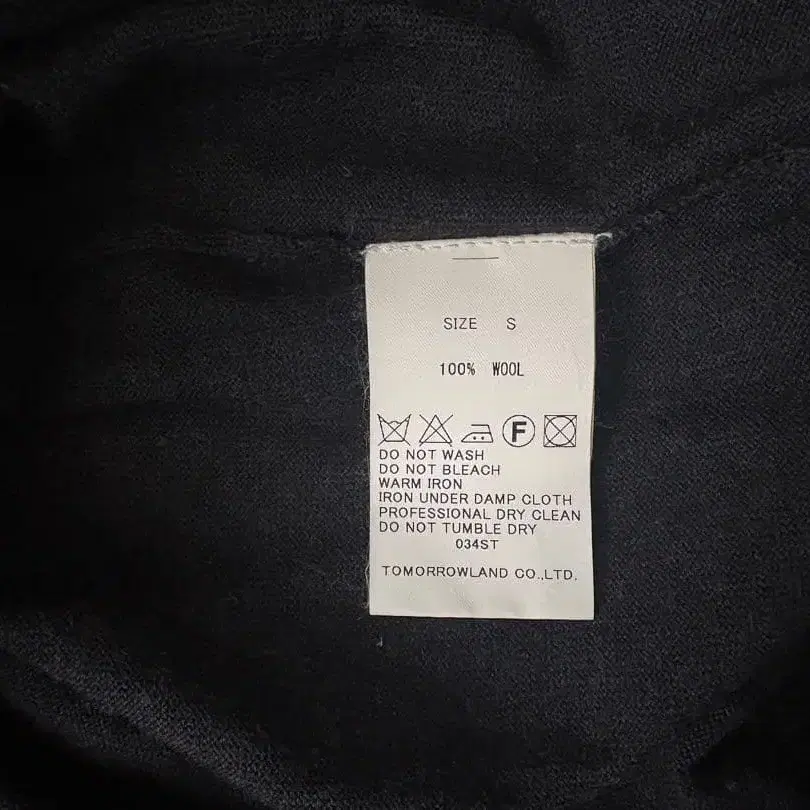 SIZE S
100% WOOL
F
DO NOT WASH
DO NOT BLEACH
WARM IRON
IRON UNDER DAMP CLOTH
PROFESSIONAL DRY CLEAN
DO NOT TUMBLE DRY
034ST
TOMORROWLAND CO.,LTD.